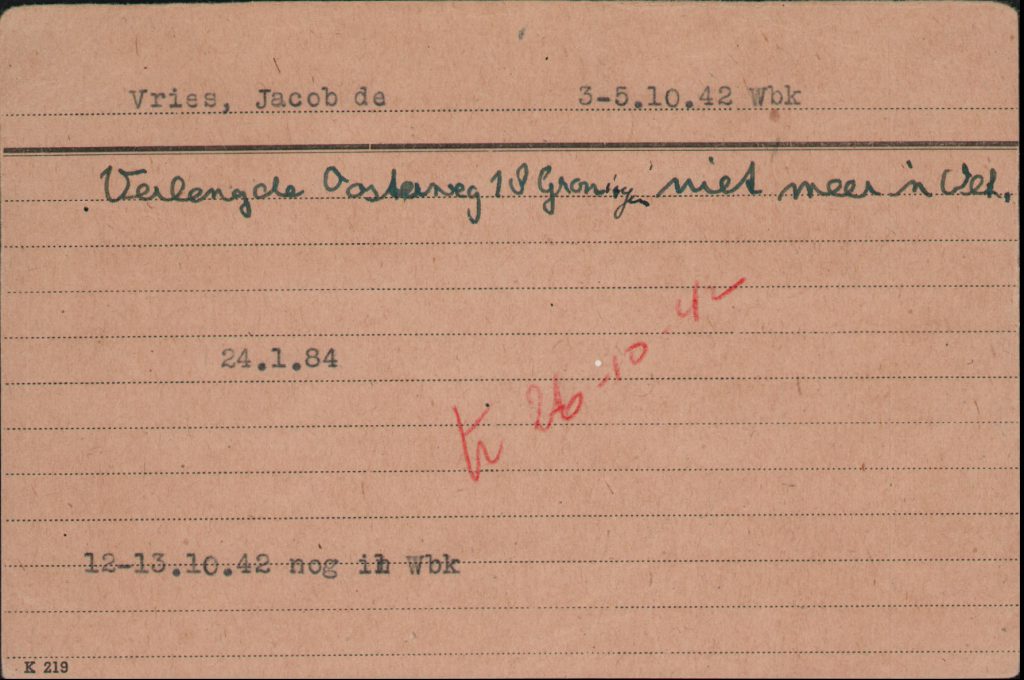 Vries, Jacob de 3-5.10.42 Wbk
Verlengde Oosterweg 18 Groningen niet meer in
tr 26-10-42
24.1.84
12-13.10.42 nog in Wbk
K 219